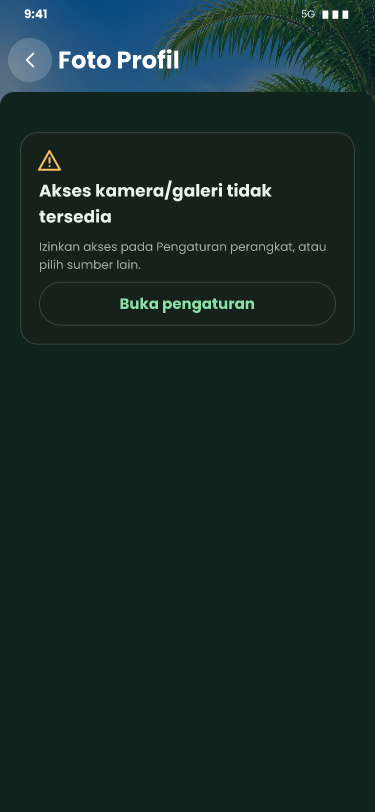 9:41
5G
Foto Profil
Akses kamera/galeri tidak
tersedia
Izinkan akses pada Pengaturan perangkat, atau
pilih sumber lain.
Buka pengaturan